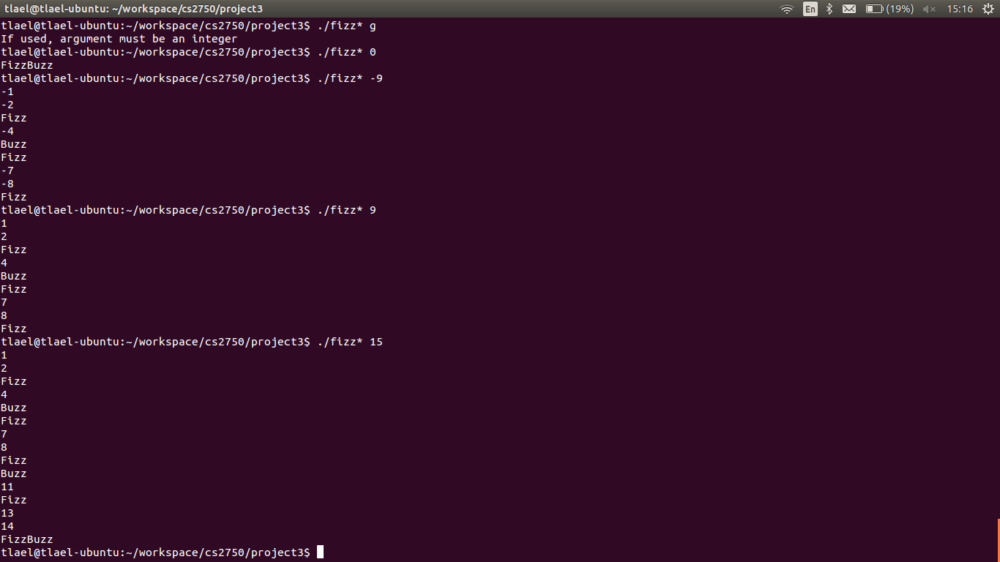 tlael@tlael-ubuntu: ~/workspace/cs2750/project3 En (19%) 15:16
tlael@tlael-ubuntu:~/workspace/cs2750/project3$ ./fizz* g
If used, argument must be an integer
tlael@tlael-ubuntu:~/workspace/cs2750/project3$ ./fizz* 0
FizzBuzz
tlael@tlael-ubuntu:~/workspace/cs2750/project3$ ./fizz* -9
-1
-2
Fizz
-4
Buzz
Fizz
-7
-8
Fizz
tlael@tlael-ubuntu:~/workspace/cs2750/project3$ ./fizz* 9
1
2
Fizz
4
Buzz
Fizz
7
8
Fizz
tlael@tlael-ubuntu:~/workspace/cs2750/project3$ ./fizz* 15
1
2
Fizz
4
Buzz
Fizz
7
8
Fizz
Buzz
11
Fizz
13
14
FizzBuzz
tlael@tlael-ubuntu:~/workspace/cs2750/project3$